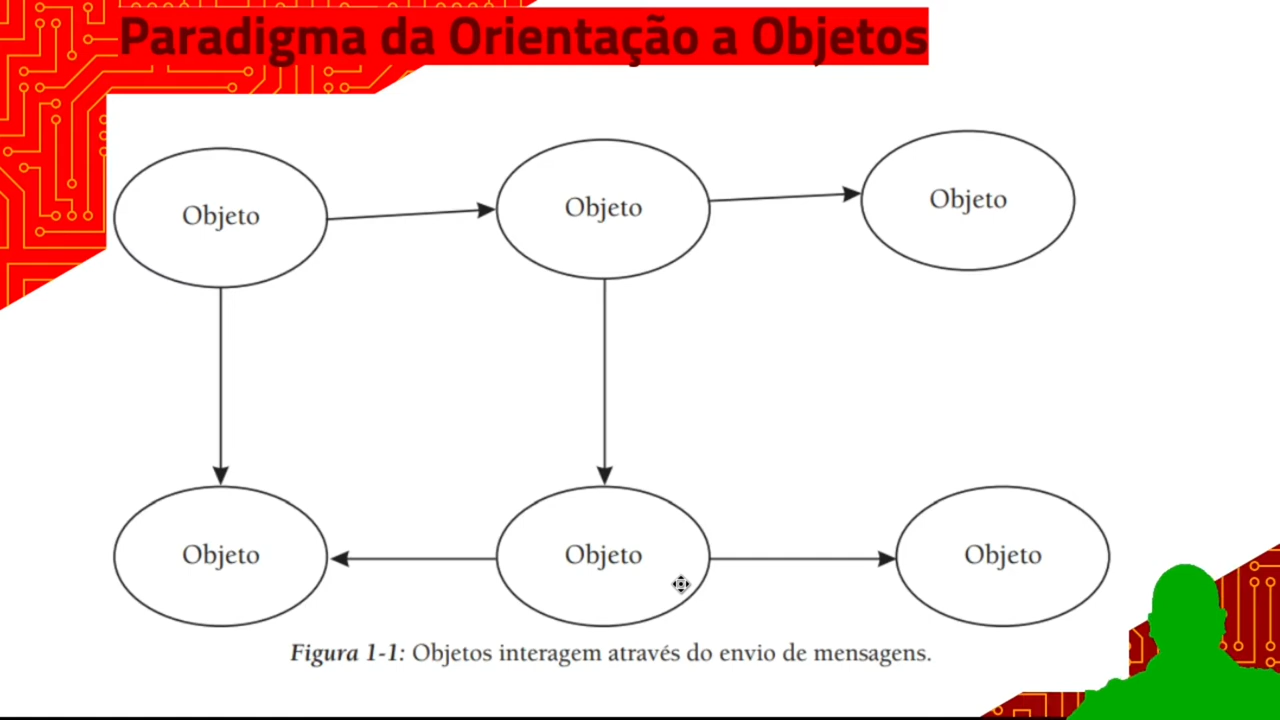 Paradigma da Orientação a Objetos
Objeto
Objeto
Objeto
Objeto
Objeto
Objeto
Figura 1-1: Objetos interagem através do envio de mensagens.